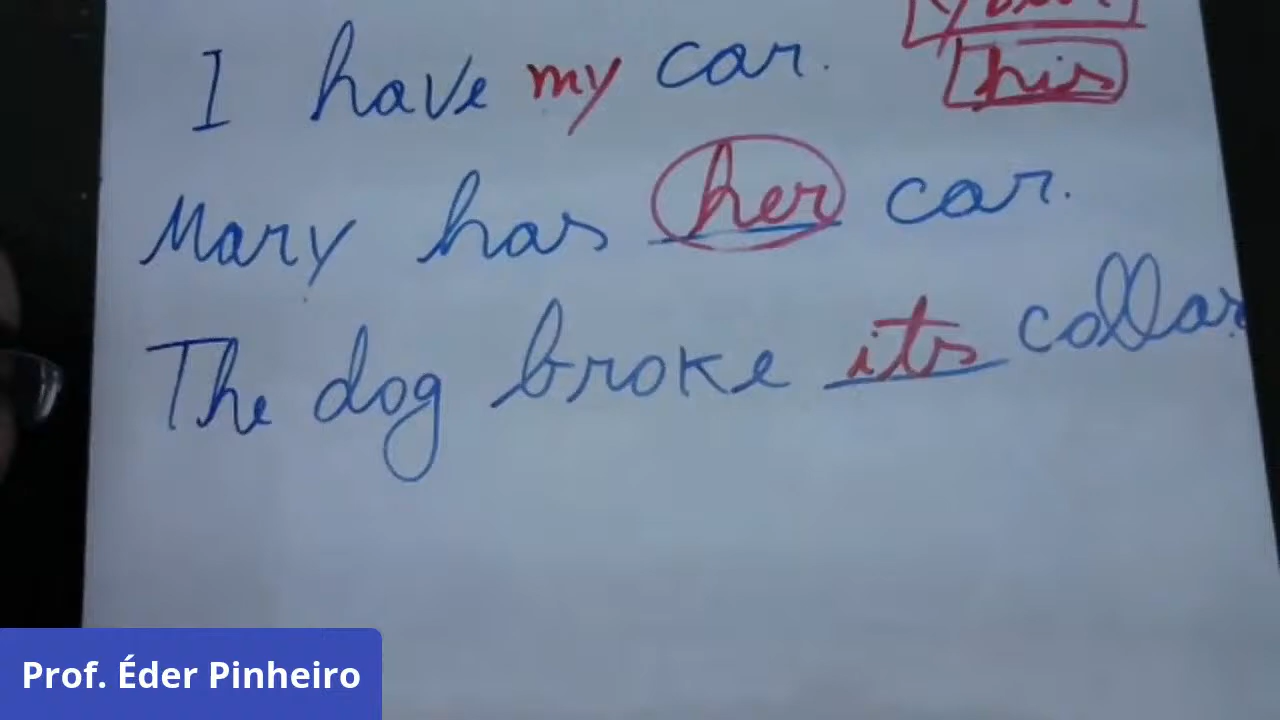 I have my car.
his
Mary has her car.
The dog broke its collar
Prof. Éder Pinheiro